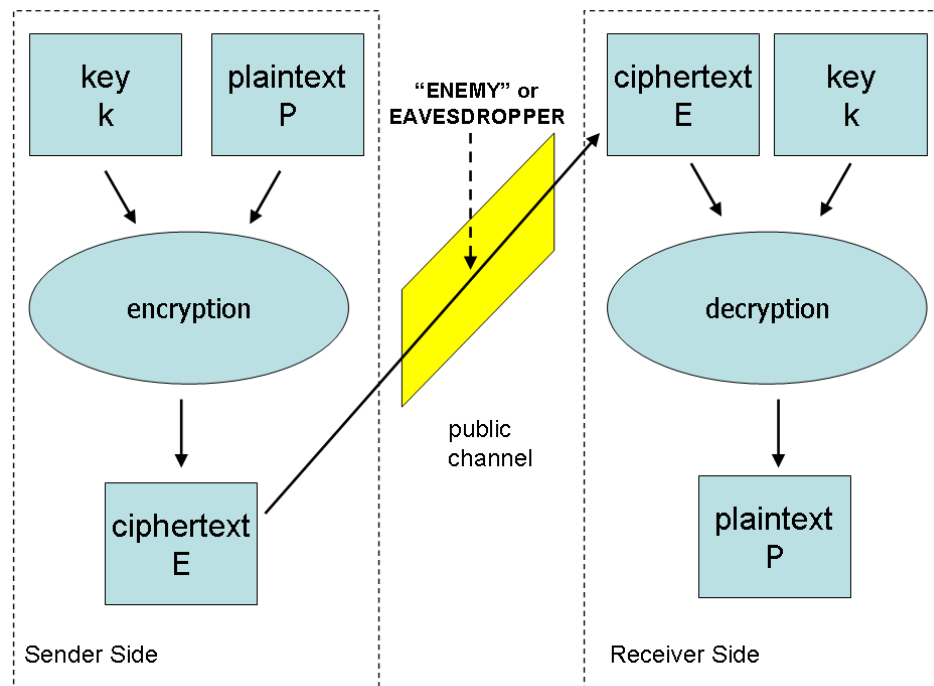 key
k
plaintext
P
encryption
ciphertext
E
Sender Side
“ENEMY” or
EAVESDROPPER
public
channel
ciphertext
E
key
k
decryption
plaintext
P
Receiver Side